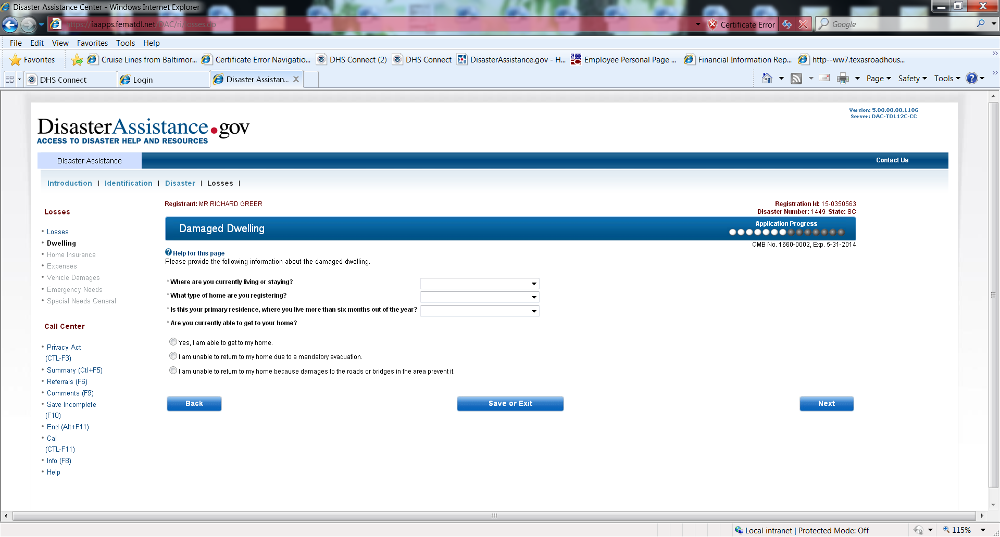 Disaster Assistance Center - Windows Internet Explorer
https://iaapps.fematdl.net/DAC/ri/losses.do
Certificate Error
Google
File Edit View Favorites Tools Help
Favorites
Cruise Lines from Baltimor...
Certificate Error Navigatio...
DHS Connect (2)
DHS Connect
DisasterAssistance.gov - H...
Employee Personal Page ...
Financial Information Rep...
http--ww7.texasroadhous...
DHS Connect
Login
Disaster Assistan...
Page Safety Tools
Version: 5.00.00.00.1106
Server: DAC-TDL12C-CC
DisasterAssistance.gov
ACCESS TO DISASTER HELP AND RESOURCES
Disaster Assistance
Contact Us
Introduction | Identification | Disaster | Losses |
Registrant: MR RICHARD GREER
Registration Id: 15-0350563
Disaster Number: 1449 State: SC
Losses
Losses
Dwelling
Home Insurance
Expenses
Vehicle Damages
Emergency Needs
Special Needs General
Call Center
Privacy Act
(CTL-F3)
Summary (Ctl+F5)
Referrals (F6)
Comments (F9)
Save Incomplete
(F10)
End (Alt+F11)
Cal
(CTL-F11)
Info (F8)
Help
Damaged Dwelling
Application Progress
OMB No. 1660-0002, Exp. 5-31-2014
Help for this page
Please provide the following information about the damaged dwelling.
* Where are you currently living or staying?
* What type of home are you registering?
* Is this your primary residence, where you live more than six months out of the year?
* Are you currently able to get to your home?
Yes, I am able to get to my home.
I am unable to return to my home due to a mandatory evacuation.
I am unable to return to my home because damages to the roads or bridges in the area prevent it.
Back
Save or Exit
Next
Local intranet | Protected Mode: Off
115%